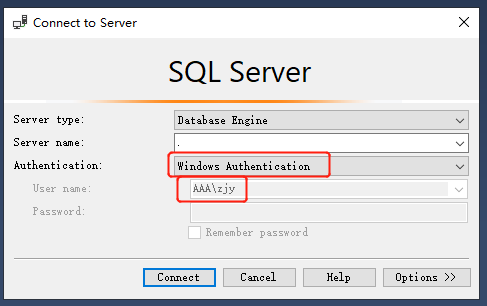 Connect to Server
SQL Server
Server type: Database Engine
Server name: .
Authentication: Windows Authentication
User name: AAA\zjy
Password:
Remember password
Connect Cancel Help Options >>